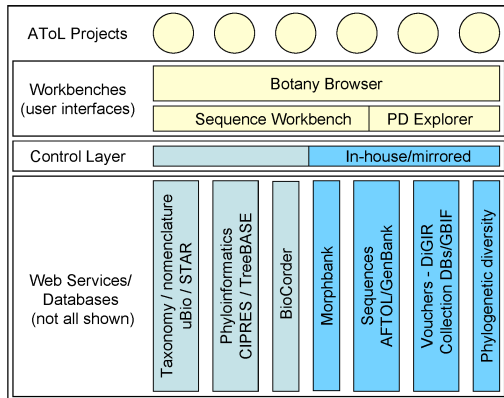 AToL Projects
Workbenches
(user interfaces)
Botany Browser
Sequence Workbench
PD Explorer
Control Layer
In-house/mirrored
Web Services/
Databases
(not all shown)
Taxonomy / nomenclature
uBio / STAR
Phyloinformatics
CIPRES / TreeBASE
BioCorder
Morphbank
Sequences
AFTOL/GenBank
Vouchers - DiGIR
Collection DBs/GBIF
Phylogenetic diversity